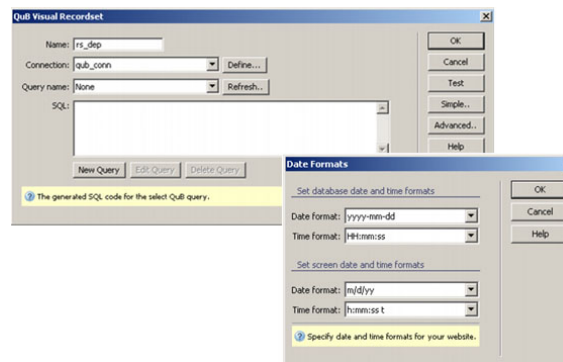 QuB Visual Recordset
Name: rs_dep
OK
Connection: qub_conn
Define...
Cancel
Query name: None
Refresh..
Test
SQL:
Simple..
Advanced..
Help
New Query
Edit Query
Delete Query
The generated SQL code for the select QuB query.
Date Formats
Set database date and time formats
OK
Date format: yyyy-mm-dd
Cancel
Time format: HH:mm:ss
Help
Set screen date and time formats
Date format: m/d/yy
Time format: h:mm:ss t
Specify date and time formats for your website.